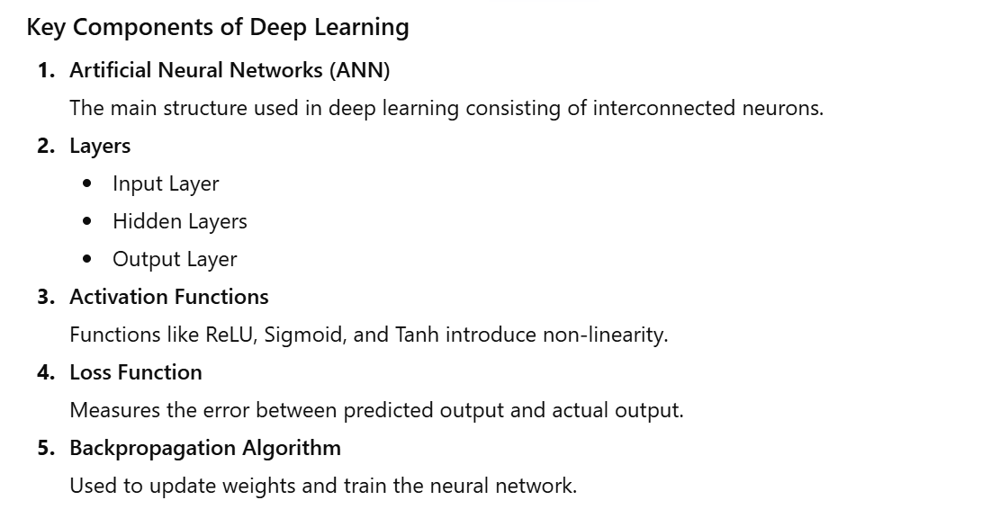 Key Components of Deep Learning
1. Artificial Neural Networks (ANN)
The main structure used in deep learning consisting of interconnected neurons.
2. Layers
• Input Layer
• Hidden Layers
• Output Layer
3. Activation Functions
Functions like ReLU, Sigmoid, and Tanh introduce non-linearity.
4. Loss Function
Measures the error between predicted output and actual output.
5. Backpropagation Algorithm
Used to update weights and train the neural network.